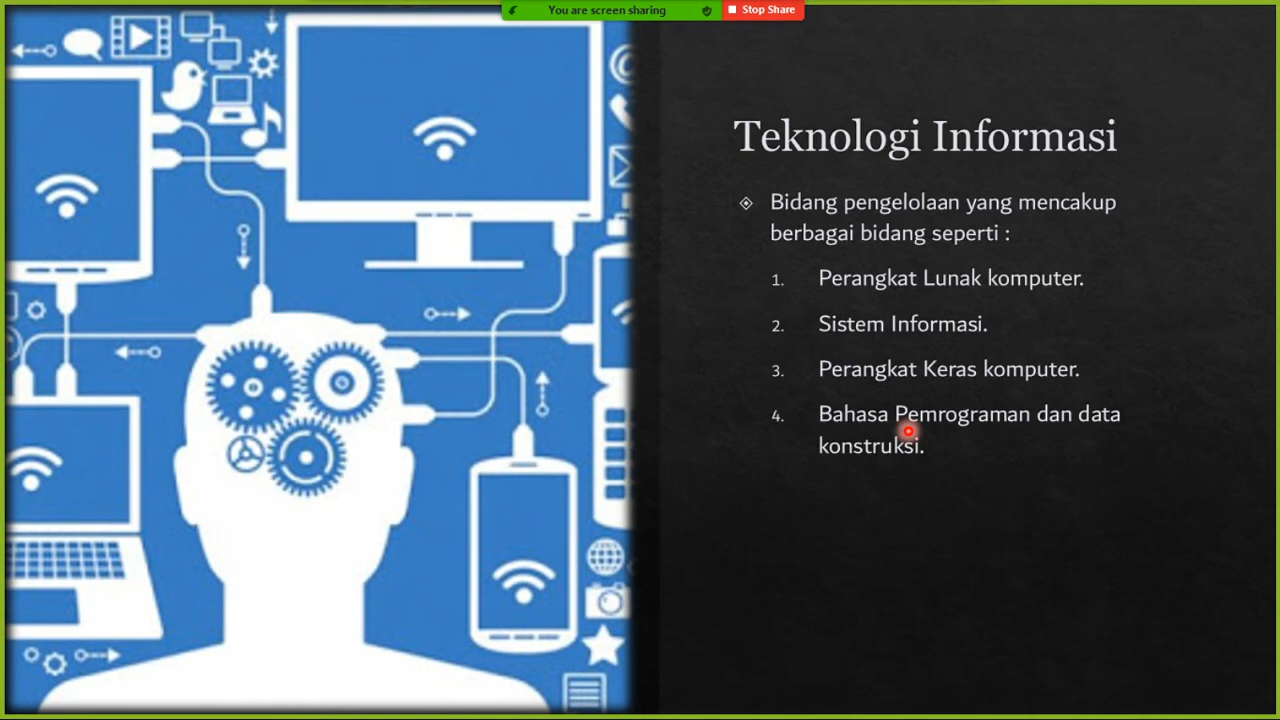 You are screen sharing Stop Share
Teknologi Informasi
Bidang pengelolaan yang mencakup
berbagai bidang seperti :
1. Perangkat Lunak komputer.
2. Sistem Informasi.
3. Perangkat Keras komputer.
4. Bahasa Pemrograman dan data
konstruksi.